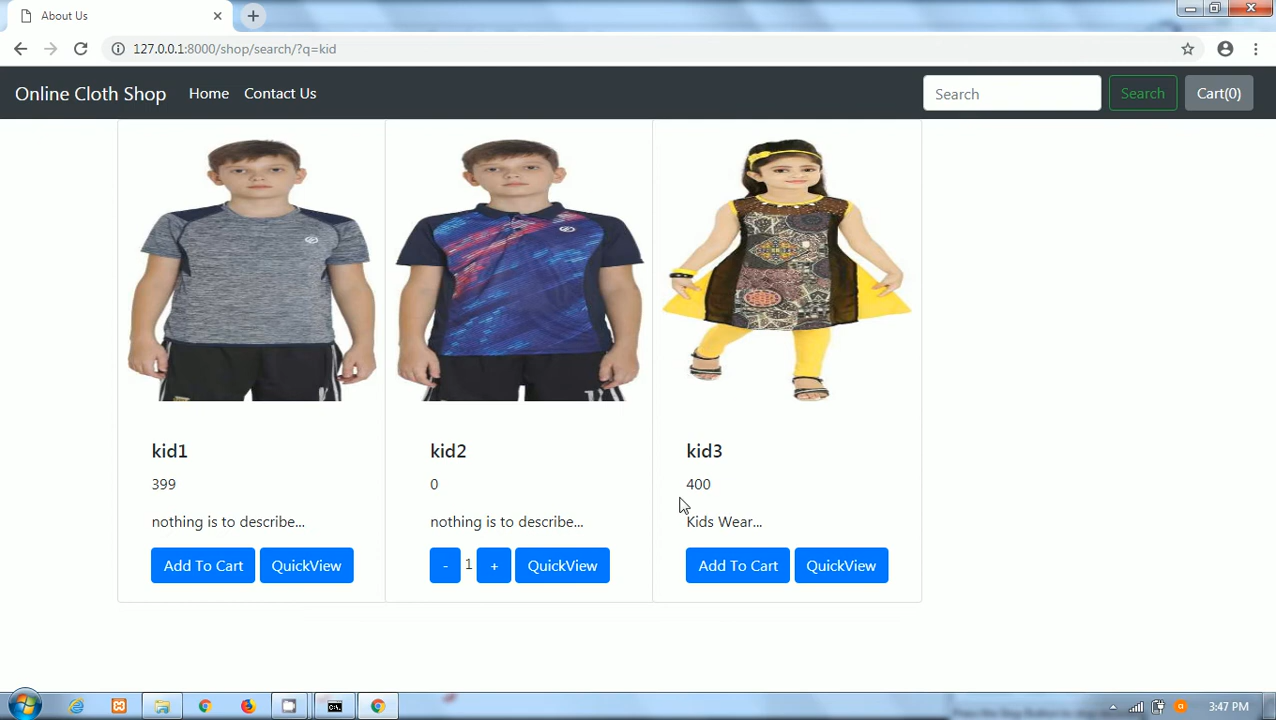 About Us
127.0.0.1:8000/shop/search/?q=kid
Online Cloth Shop Home Contact Us Search Search Cart(0)
kid1
399
nothing is to describe...
Add To Cart QuickView
kid2
0
nothing is to describe...
- 1 + QuickView
kid3
400
Kids Wear...
Add To Cart QuickView
3:47 PM